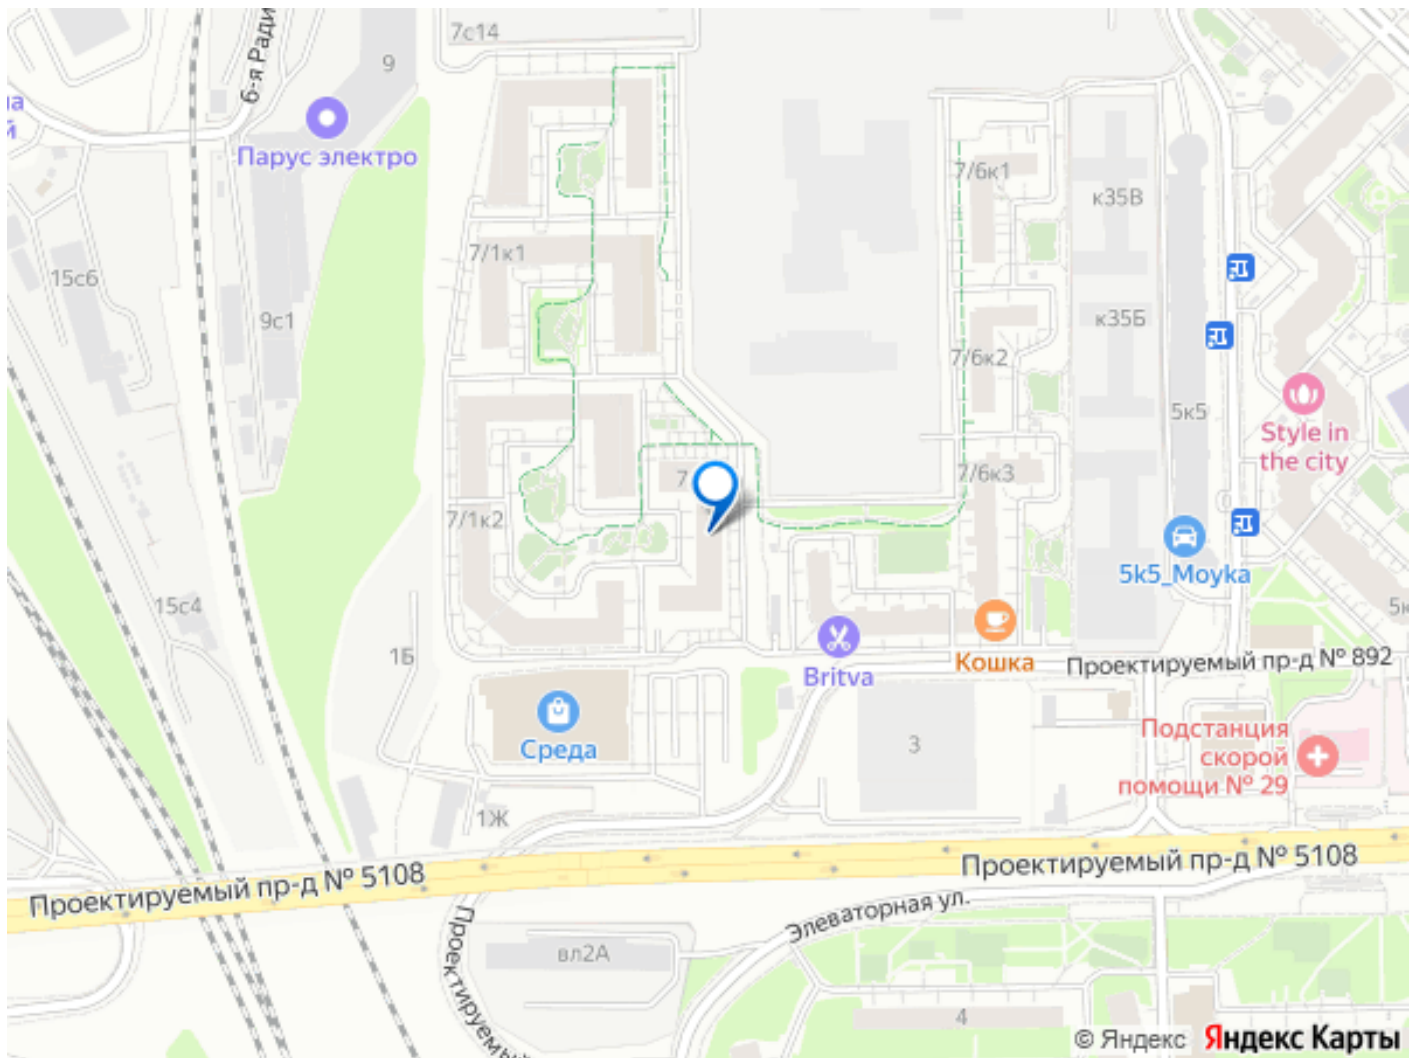 7с14
9
6-я Ради
Парус электро
7/6к1
к35В
7/1к1
15с6
9с1
к35Б
7/6к2
5к5
Style in
the city
7/6к3
7
7/1к2
5k5_Moyka
15с4
1Б
Britva
Кошка
Проектируемый пр-д № 892
Среда
3
Подстанция
скорой
помощи № 29
1Ж
Проектируемый пр-д № 5108
Проектируемый пр-д № 5108
Элеваторная ул.
Проектируемый
вл2А
4
© Яндекс Яндекс Карты